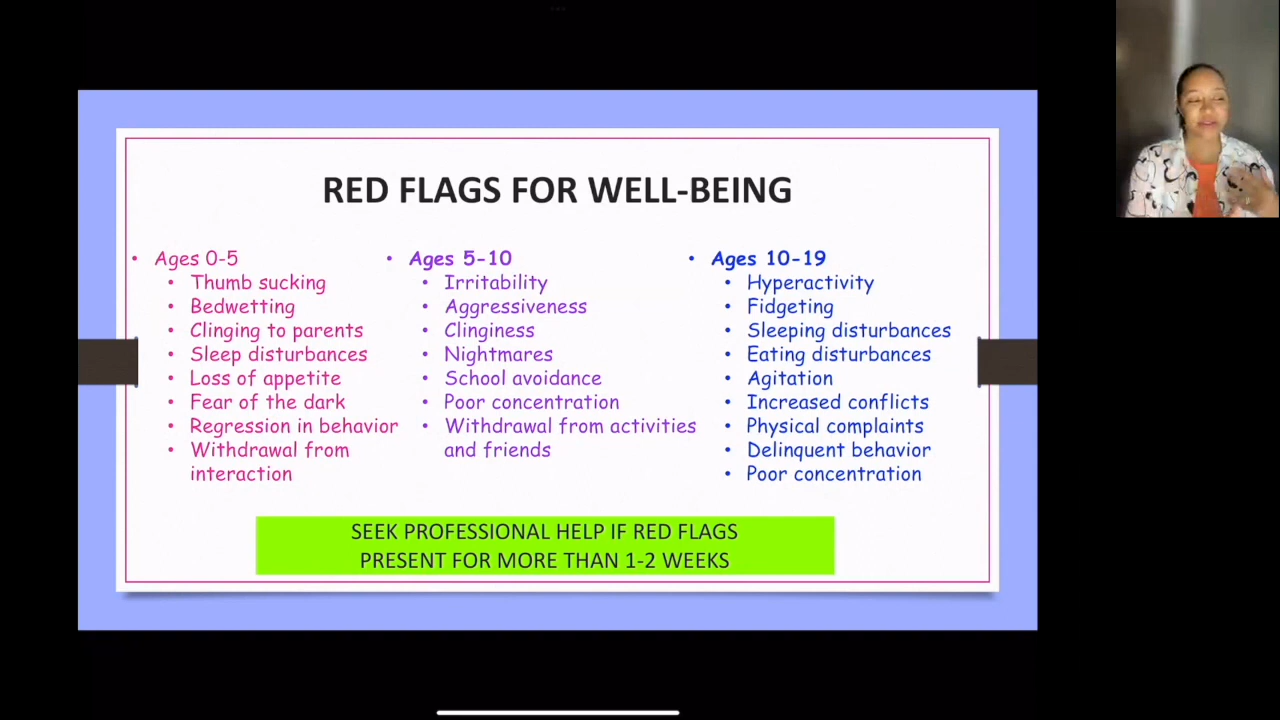 RED FLAGS FOR WELL-BEING
• Ages 0-5
• Thumb sucking
• Bedwetting
• Clinging to parents
• Sleep disturbances
• Loss of appetite
• Fear of the dark
• Regression in behavior
• Withdrawal from
interaction
• Ages 5-10
• Irritability
• Aggressiveness
• Clinginess
• Nightmares
• School avoidance
• Poor concentration
• Withdrawal from activities
and friends
• Ages 10-19
• Hyperactivity
• Fidgeting
• Sleeping disturbances
• Eating disturbances
• Agitation
• Increased conflicts
• Physical complaints
• Delinquent behavior
• Poor concentration
SEEK PROFESSIONAL HELP IF RED FLAGS
PRESENT FOR MORE THAN 1-2 WEEKS